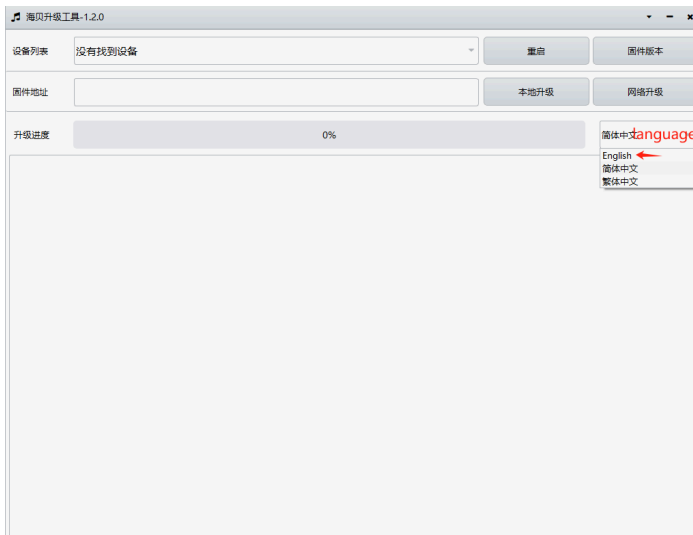 海贝升级工具-1.2.0
设备列表 没有找到设备 重启 固件版本
固件地址 本地升级 网络升级
升级进度 0% 简体中文 language
English
简体中文
繁体中文